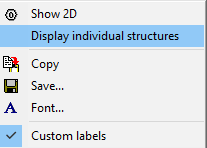 Show 2D
Display individual structures
Copy
Save...
Font...
Custom labels